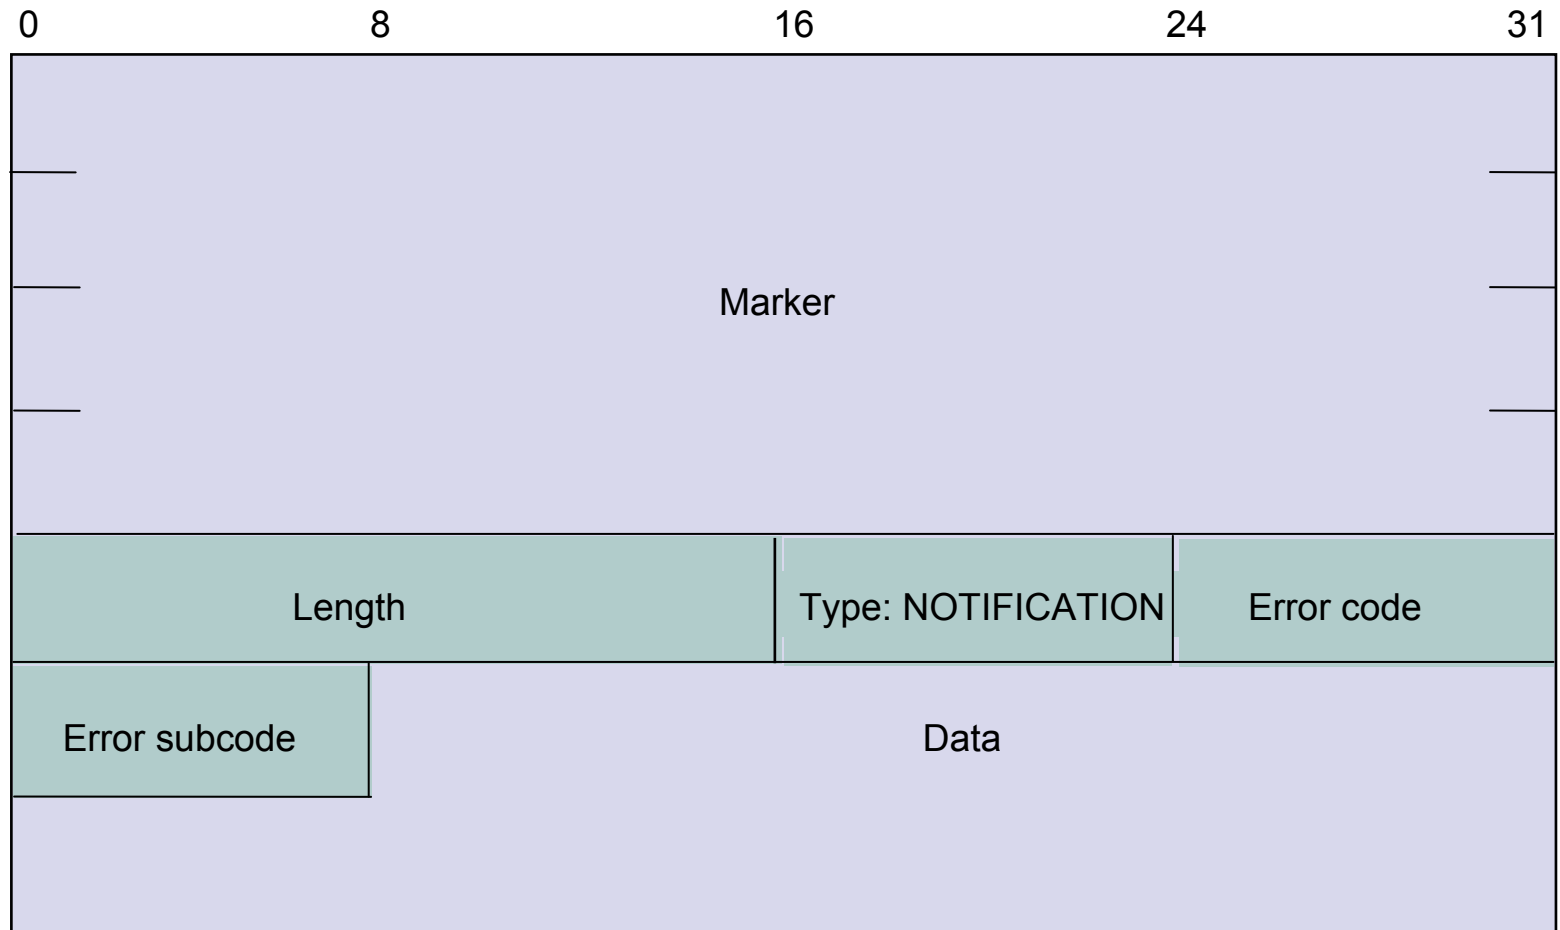 0 8 16 24 31
Marker
Length Type: NOTIFICATION Error code
Error subcode Data